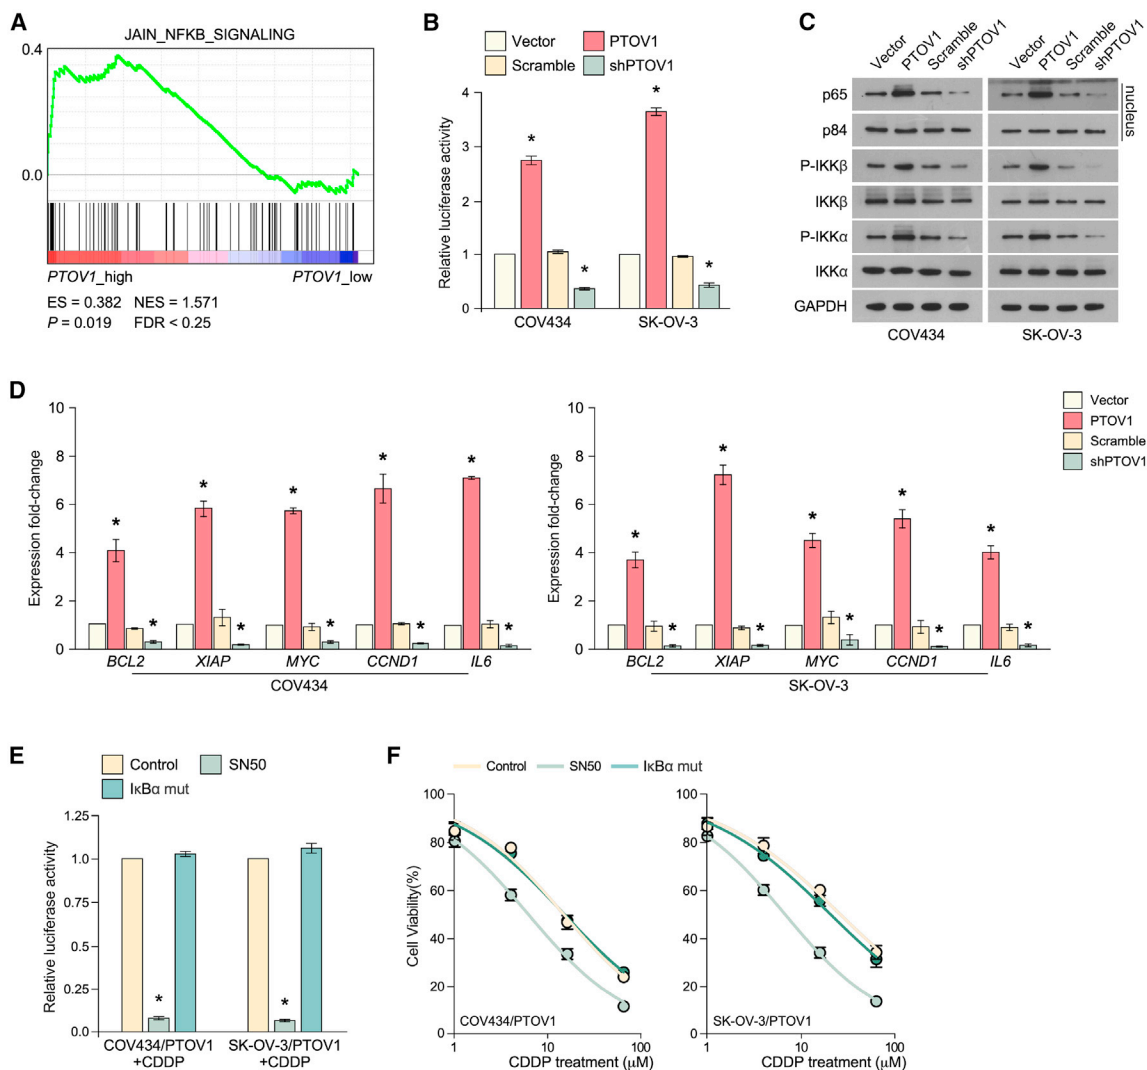 A
JAIN_NFKB_SIGNALING
0.4
0.0
PTOV1_high
PTOV1_low
ES = 0.382 NES = 1.571
P = 0.019 FDR < 0.25
B
Vector
PTOV1
Scramble
shPTOV1
Relative luciferase activity
4
3
2
1
0
*
*
*
*
COV434
SK-OV-3
C
Vector
PTOV1
Scramble
shPTOV1
Vector
PTOV1
Scramble
shPTOV1
p65
p84
nucleus
P-IKKβ
IKKβ
P-IKKα
IKKα
GAPDH
COV434
SK-OV-3
D
Expression fold-change
10
8
6
4
2
0
*
*
*
*
*
*
*
*
*
*
BCL2
XIAP
MYC
CCND1
IL6
COV434
Expression fold-change
10
8
6
4
2
0
*
*
*
*
*
*
*
*
*
*
BCL2
XIAP
MYC
CCND1
IL6
SK-OV-3
Vector
PTOV1
Scramble
shPTOV1
E
Control
SN50
IκBα mut
Relative luciferase activity
1.25
1.0
0.75
0.5
0.25
0.0
*
*
COV434/PTOV1
+CDDP
SK-OV-3/PTOV1
+CDDP
F
Control
SN50
IκBα mut
Cell Viability(%)
100
80
60
40
20
0
COV434/PTOV1
1
10
100
CDDP treatment (μM)
100
80
60
40
20
0
SK-OV-3/PTOV1
1
10
100
CDDP treatment (μM)